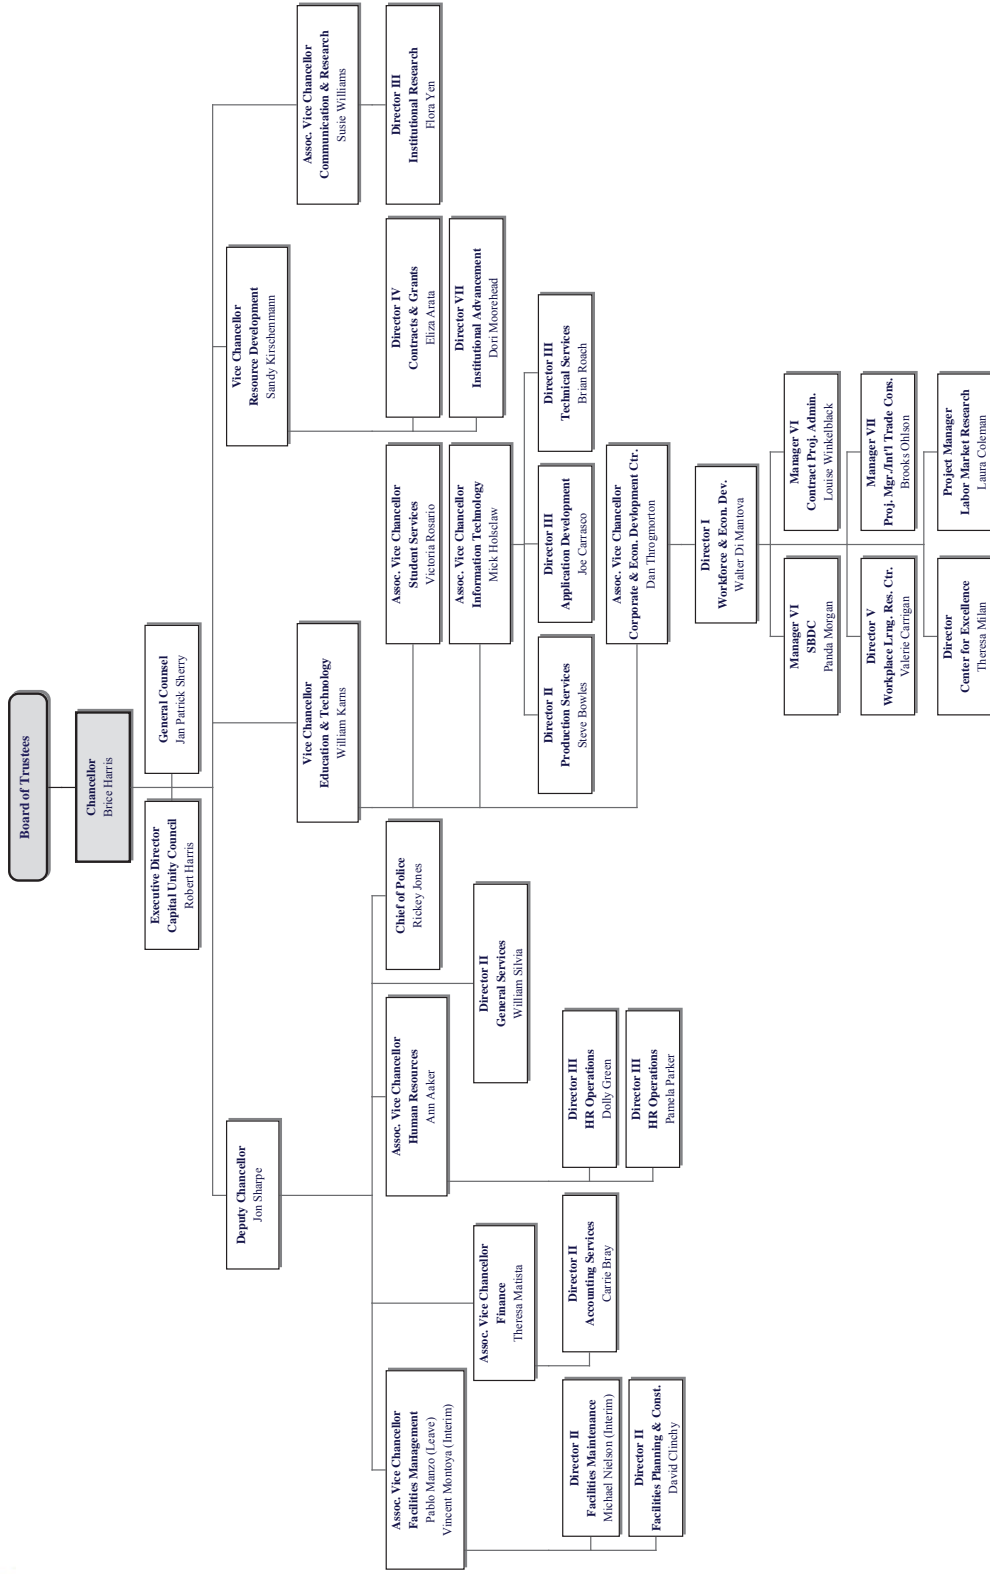 Board of Trustees
Chancellor
Brice Harris
Executive Director
Capital Unity Council
Robert Harris
General Counsel
Jan Patrick Sherry
Deputy Chancellor
Jon Sharpe
Assoc. Vice Chancellor
Facilities Management
Pablo Manzo (Leave)
Vincent Montoya (Interim)
Director II
Facilities Maintenance
Michael Nielson (Interim)
Director II
Facilities Planning & Const.
David Clinchy
Assoc. Vice Chancellor
Finance
Theresa Matista
Director II
Accounting Services
Carrie Bray
Assoc. Vice Chancellor
Human Resources
Ann Aaker
Director III
HR Operations
Dolly Green
Director III
HR Operations
Pamela Parker
Director II
General Services
William Silvia
Chief of Police
Rickey Jones
Vice Chancellor
Education & Technology
William Karns
Assoc. Vice Chancellor
Student Services
Victoria Rosario
Assoc. Vice Chancellor
Information Technology
Mick Holsclaw
Director II
Production Services
Steve Bowles
Director III
Application Development
Joe Carrasco
Director III
Technical Services
Brian Roach
Assoc. Vice Chancellor
Corporate & Econ. Devlopment Ctr.
Dan Throgmorton
Director I
Workforce & Econ. Dev.
Walter Di Mantova
Manager VI
SBDC
Panda Morgan
Manager VI
Contract Proj. Admin.
Louise Winkelblack
Director V
Workplace Lrng. Res. Ctr.
Valerie Carrigan
Manager VII
Proj. Mgr./Int'l Trade Cons.
Brooks Ohlson
Director
Center for Excellence
Theresa Milan
Project Manager
Labor Market Research
Laura Coleman
Vice Chancellor
Resource Development
Sandy Kirschenmann
Director IV
Contracts & Grants
Eliza Arata
Director VII
Institutional Advancement
Dori Moorehead
Assoc. Vice Chancellor
Communication & Research
Susie Williams
Director III
Institutional Research
Flora Yen